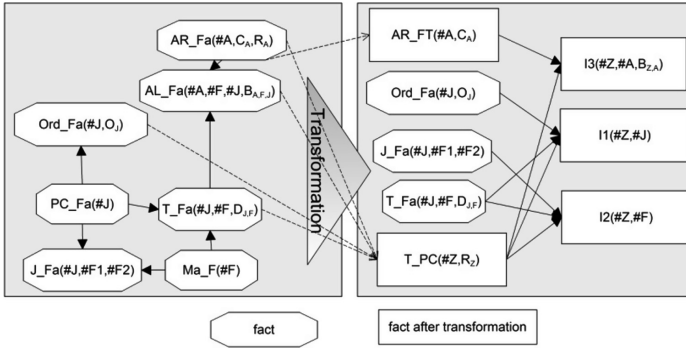 AR_Fa(#A,C_A,R_A)
AL_Fa(#A,#F,#J,B_A,F,J)
Ord_Fa(#J,O_J)
PC_Fa(#J)
T_Fa(#J,#F,D_J,F)
J_Fa(#J,#F1,#F2)
Ma_F(#F)
Transformation
AR_FT(#A,C_A)
I3(#Z,#A,B_Z,A)
Ord_Fa(#J,O_J)
I1(#Z,#J)
J_Fa(#J,#F1,#F2)
T_Fa(#J,#F,D_J,F)
I2(#Z,#F)
T_PC(#Z,R_Z)
fact
fact after transformation